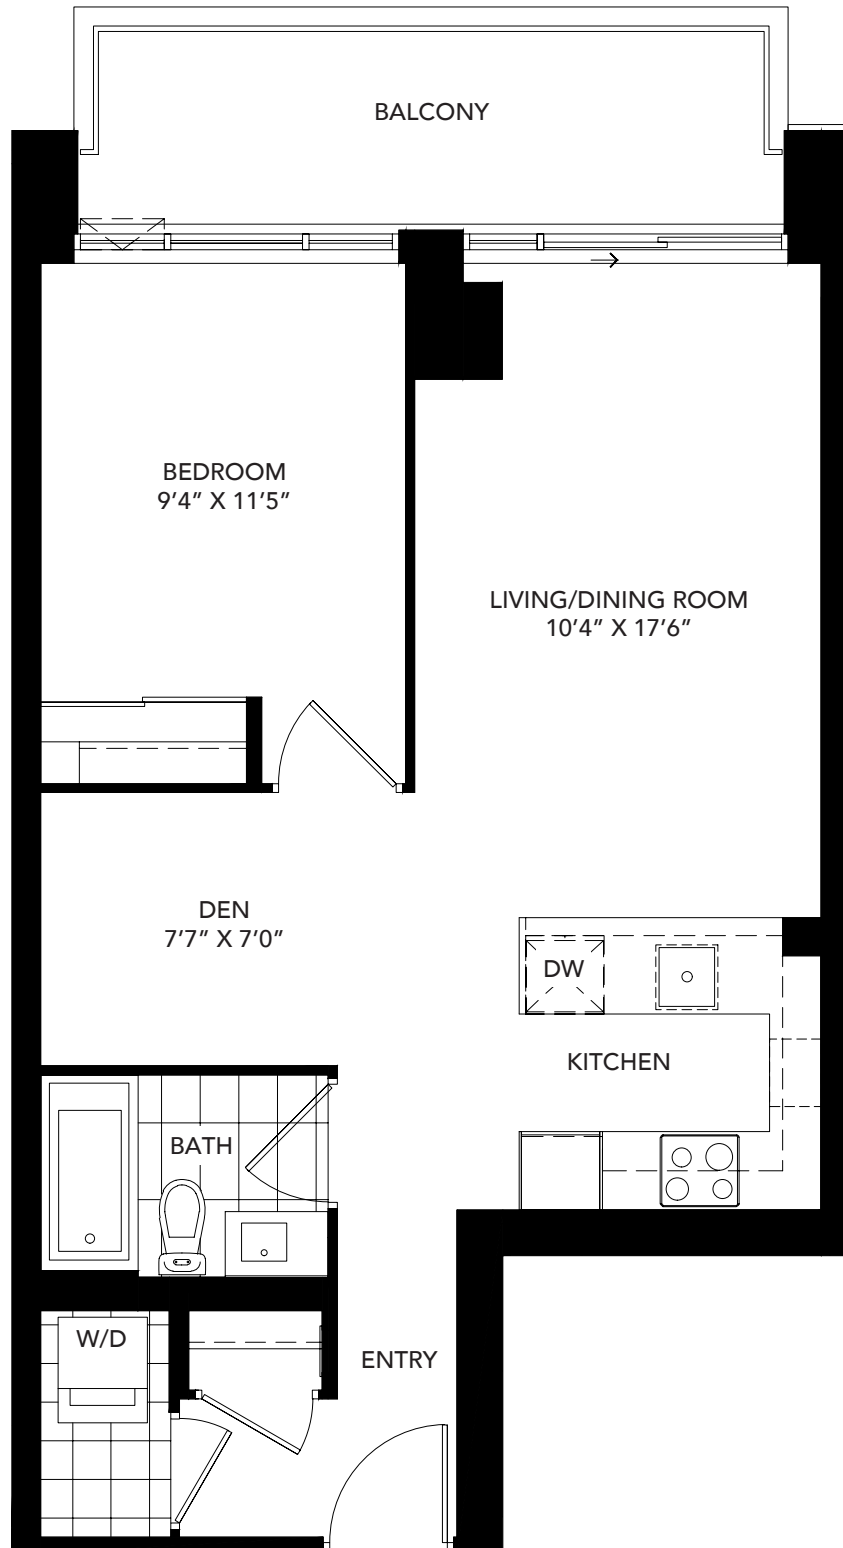 BALCONY
BEDROOM
9’4” X 11’5”
LIVING/DINING ROOM
10’4” X 17’6”
DEN
7’7” X 7’0”
DW
KITCHEN
BATH
W/D
ENTRY